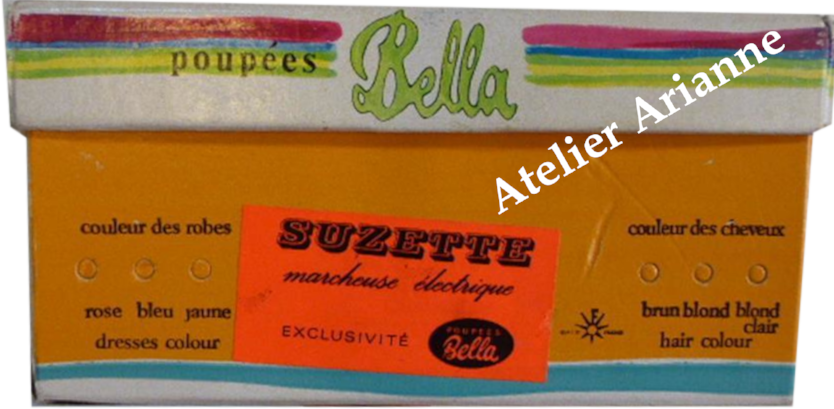 poupées Bella
Atelier Arianne
couleur des robes
rose bleu jaune
dresses colour
SUZETTE
marcheuse électrique
EXCLUSIVITÉ
POUPÉES
Bella
couleur des cheveux
brun blond blond
clair
hair colour